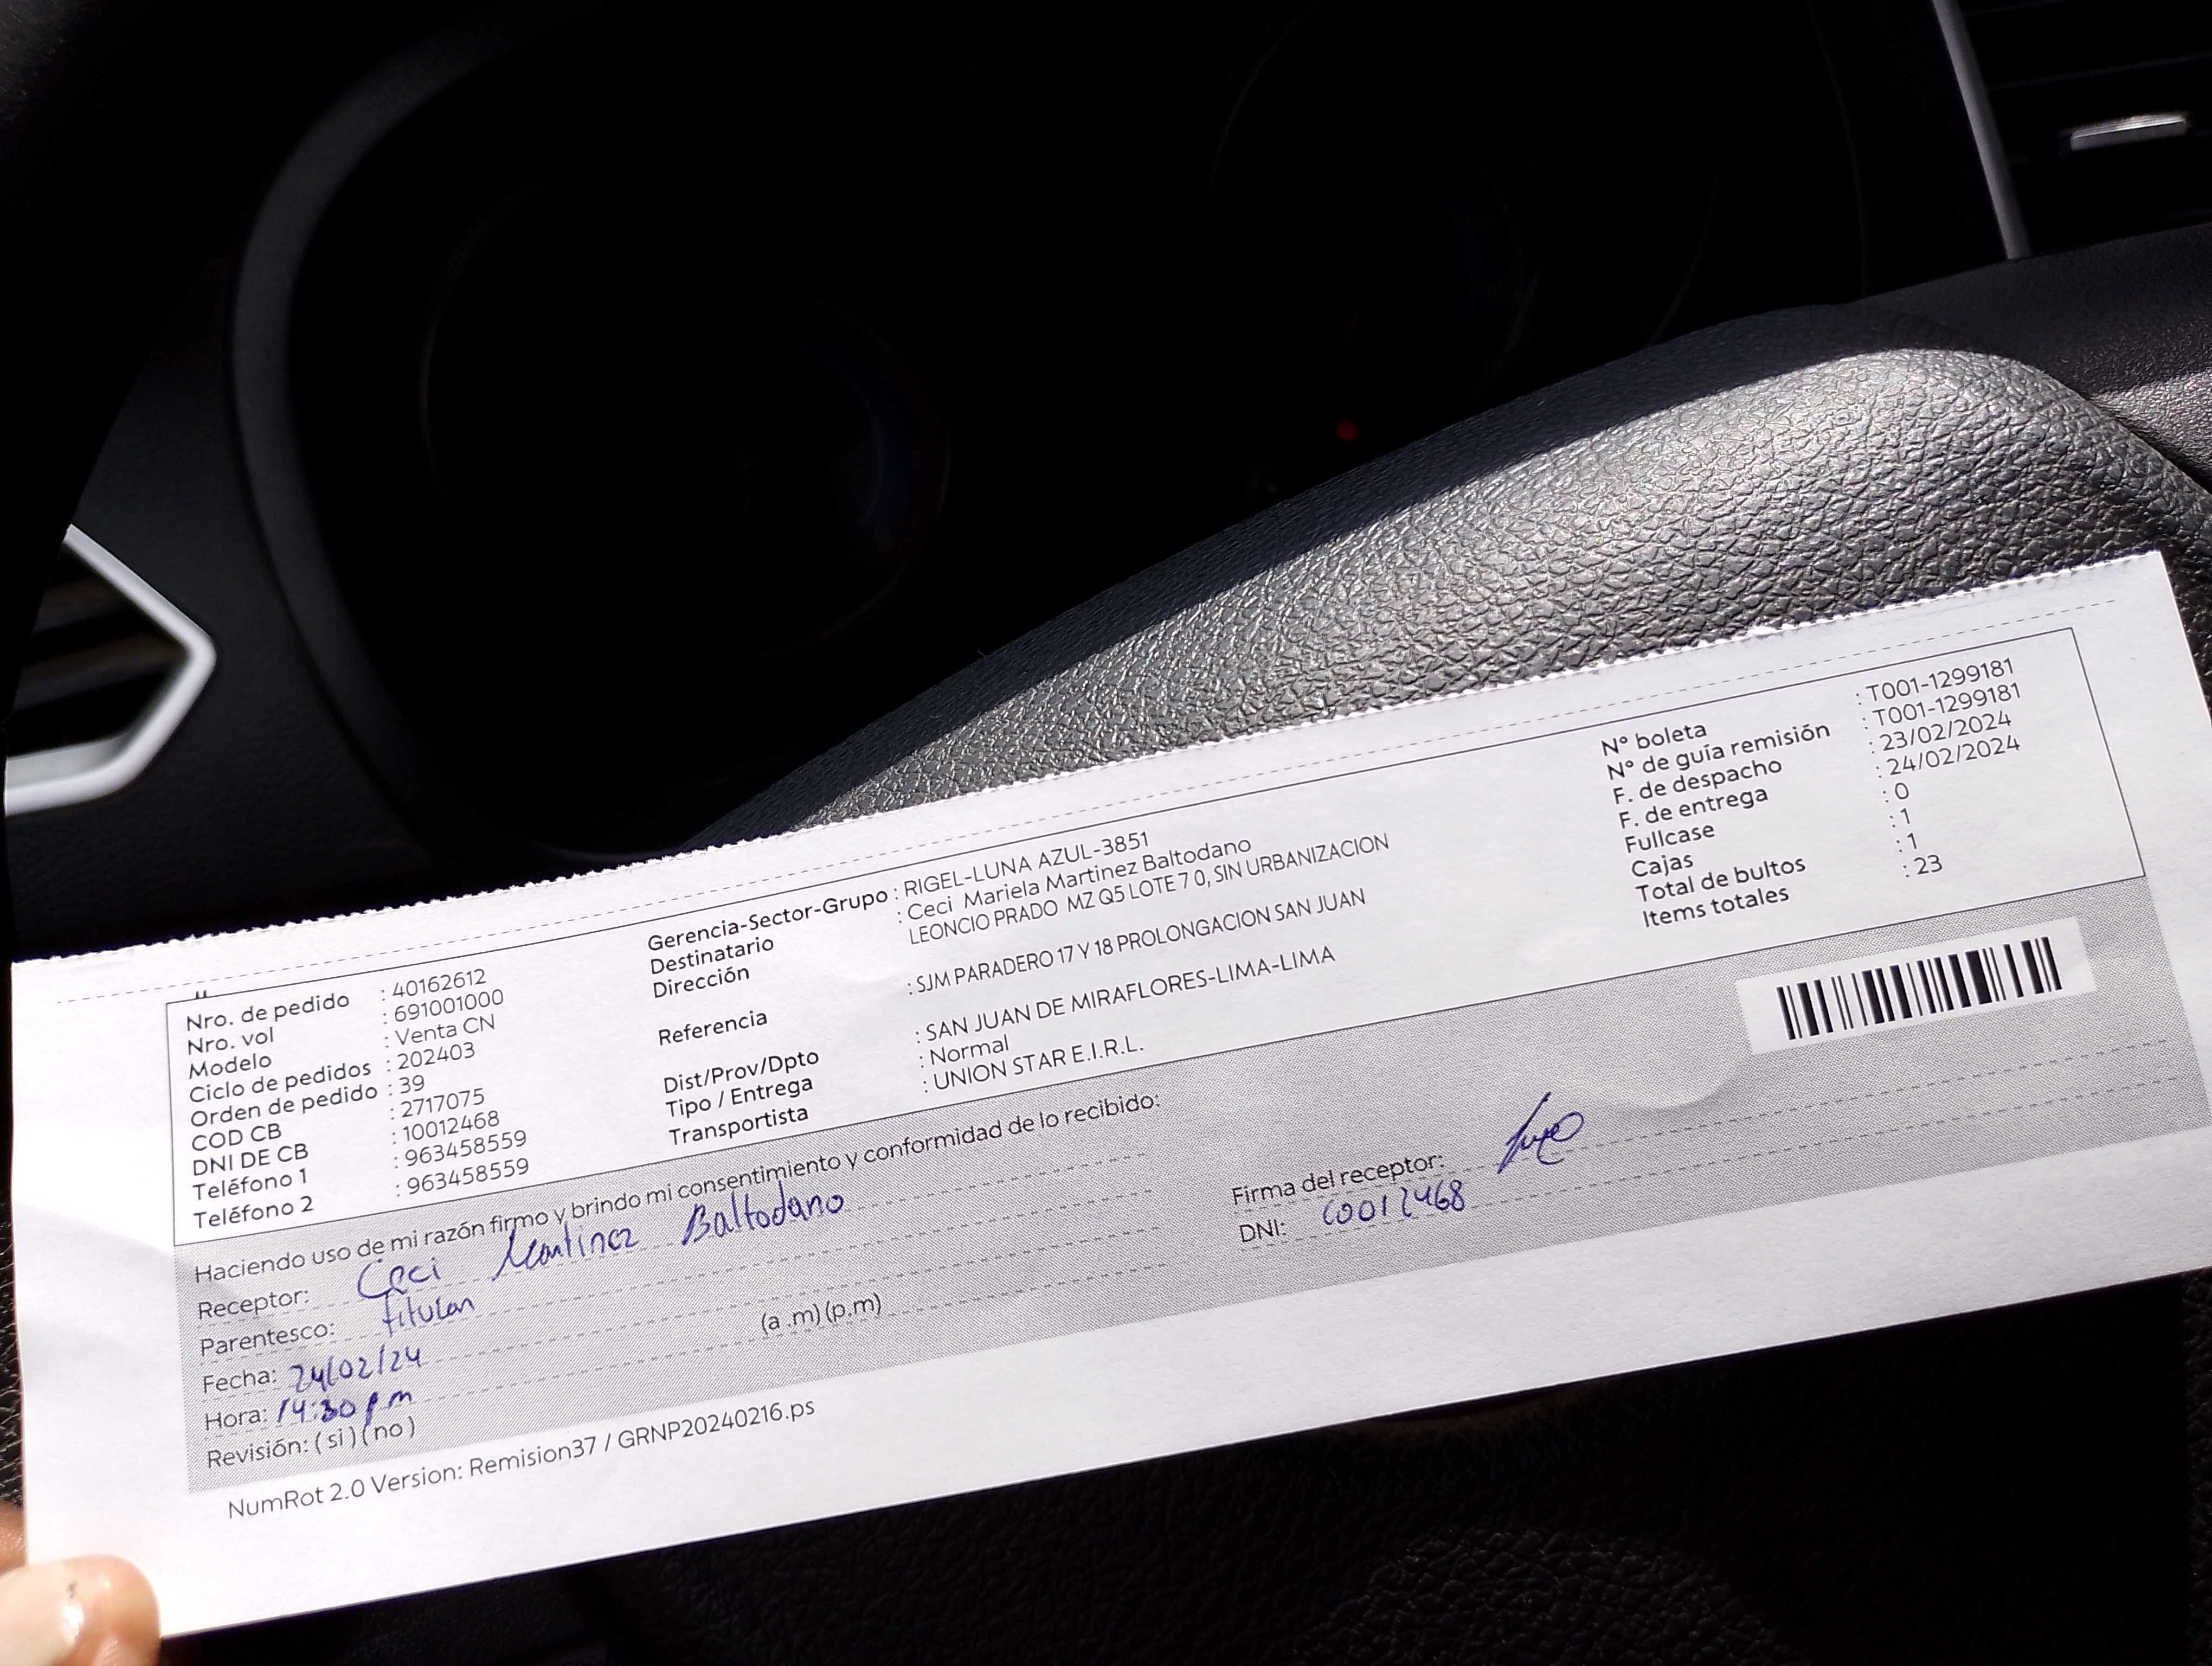 Nro. de pedido : 40162612
Nro. vol : 691001000
Modelo : Venta CN
Ciclo de pedidos : 202403
Orden de pedido : 39
COD CB : 2717075
DNI DE CB : 10012468
Teléfono 1 : 963458559
Teléfono 2 : 963458559
Gerencia-Sector-Grupo : RIGEL-LUNA AZUL-3851
Destinatario : Ceci Mariela Martinez Baltodano
Dirección LEONCIO PRADO MZ Q5 LOTE 7 0, SIN URBANIZACION
Referencia : SJM PARADERO 17 Y 18 PROLONGACION SAN JUAN
Dist/Prov/Dpto : SAN JUAN DE MIRAFLORES-LIMA-LIMA
Tipo / Entrega : Normal
Transportista : UNION STAR E.I.R.L.
N° boleta : T001-1299181
N° de guía remisión : T001-1299181
F. de despacho : 23/02/2024
F. de entrega : 24/02/2024
Fullcase : 0
Cajas : 1
Total de bultos : 1
Items totales : 23
Haciendo uso de mi razón firmo y brindo mi consentimiento y conformidad de lo recibido:
Receptor: Ceci Martinez Baltodano
Parentesco: titular
Fecha: 24/02/24
Hora: 14:30 pm (a .m) (p.m)
Revisión: ( si ) ( no )
Firma del receptor:
DNI: 10012468
NumRot 2.0 Version: Remision37 / GRNP20240216.ps